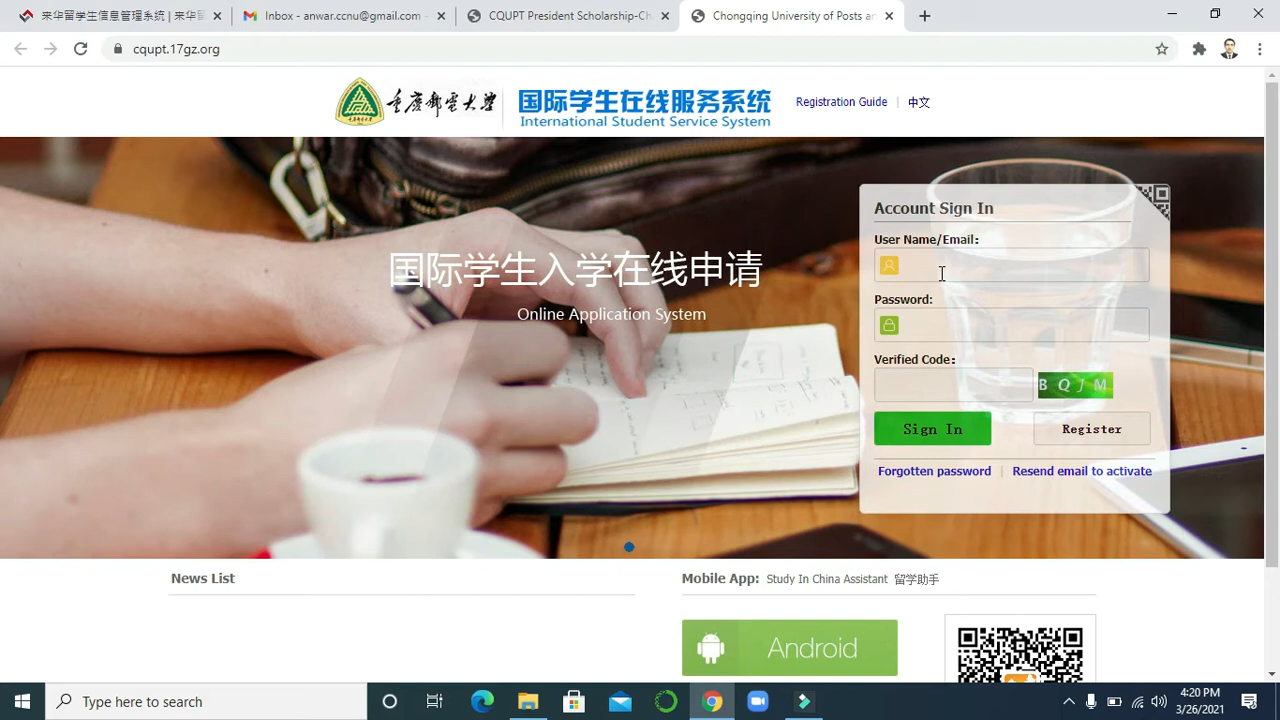 来华留学生信息管理系统 | 来华留
Inbox - anwar.ccnu@gmail.com -
CQUPT President Scholarship-Ch
Chongqing University of Posts an
cqupt.17gz.org
重庆邮电大学
国际学生在线服务系统
International Student Service System
Registration Guide | 中文
Account Sign In
User Name/Email:
Password:
Verified Code:
B Q J M
Sign In
Register
Forgotten password | Resend email to activate
国际学生入学在线申请
Online Application System
News List
Mobile App: Study In China Assistant 留学助手
Android
Type here to search
4:20 PM
3/26/2021